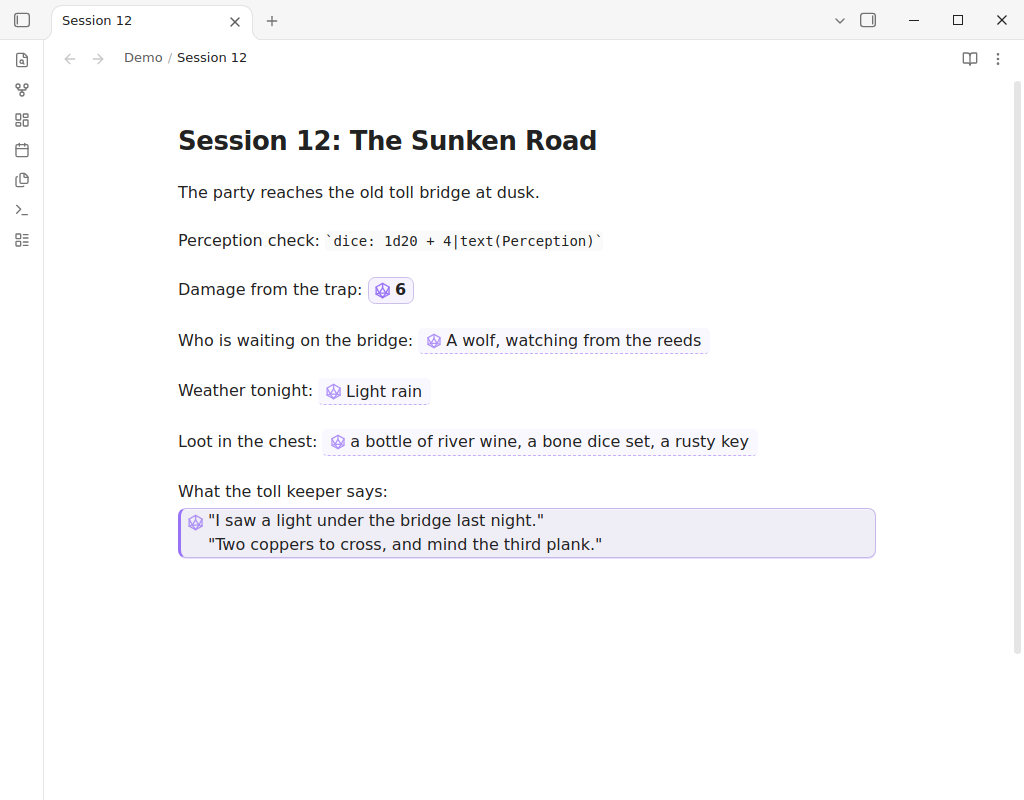 Session 12
Demo / Session 12
Session 12: The Sunken Road
The party reaches the old toll bridge at dusk.
Perception check: `dice: 1d20 + 4|text(Perception)`
Damage from the trap: 6
Who is waiting on the bridge: A wolf, watching from the reeds
Weather tonight: Light rain
Loot in the chest: a bottle of river wine, a bone dice set, a rusty key
What the toll keeper says:
"I saw a light under the bridge last night."
"Two coppers to cross, and mind the third plank."